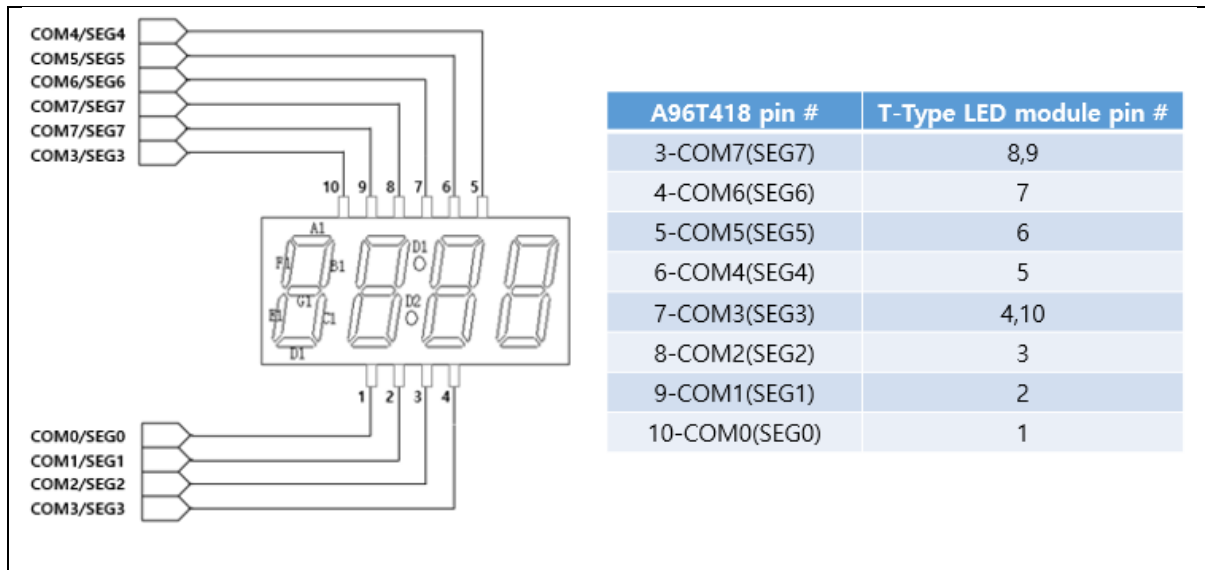 COM4/SEG4
COM5/SEG5
COM6/SEG6
COM7/SEG7
COM7/SEG7
COM3/SEG3
10 9 8 7 6 5
A1
F1 B1 D1
G1 D2
E1 C1
D1
1 2 3 4
COM0/SEG0
COM1/SEG1
COM2/SEG2
COM3/SEG3
A96T418 pin # T-Type LED module pin #
3-COM7(SEG7) 8,9
4-COM6(SEG6) 7
5-COM5(SEG5) 6
6-COM4(SEG4) 5
7-COM3(SEG3) 4,10
8-COM2(SEG2) 3
9-COM1(SEG1) 2
10-COM0(SEG0) 1